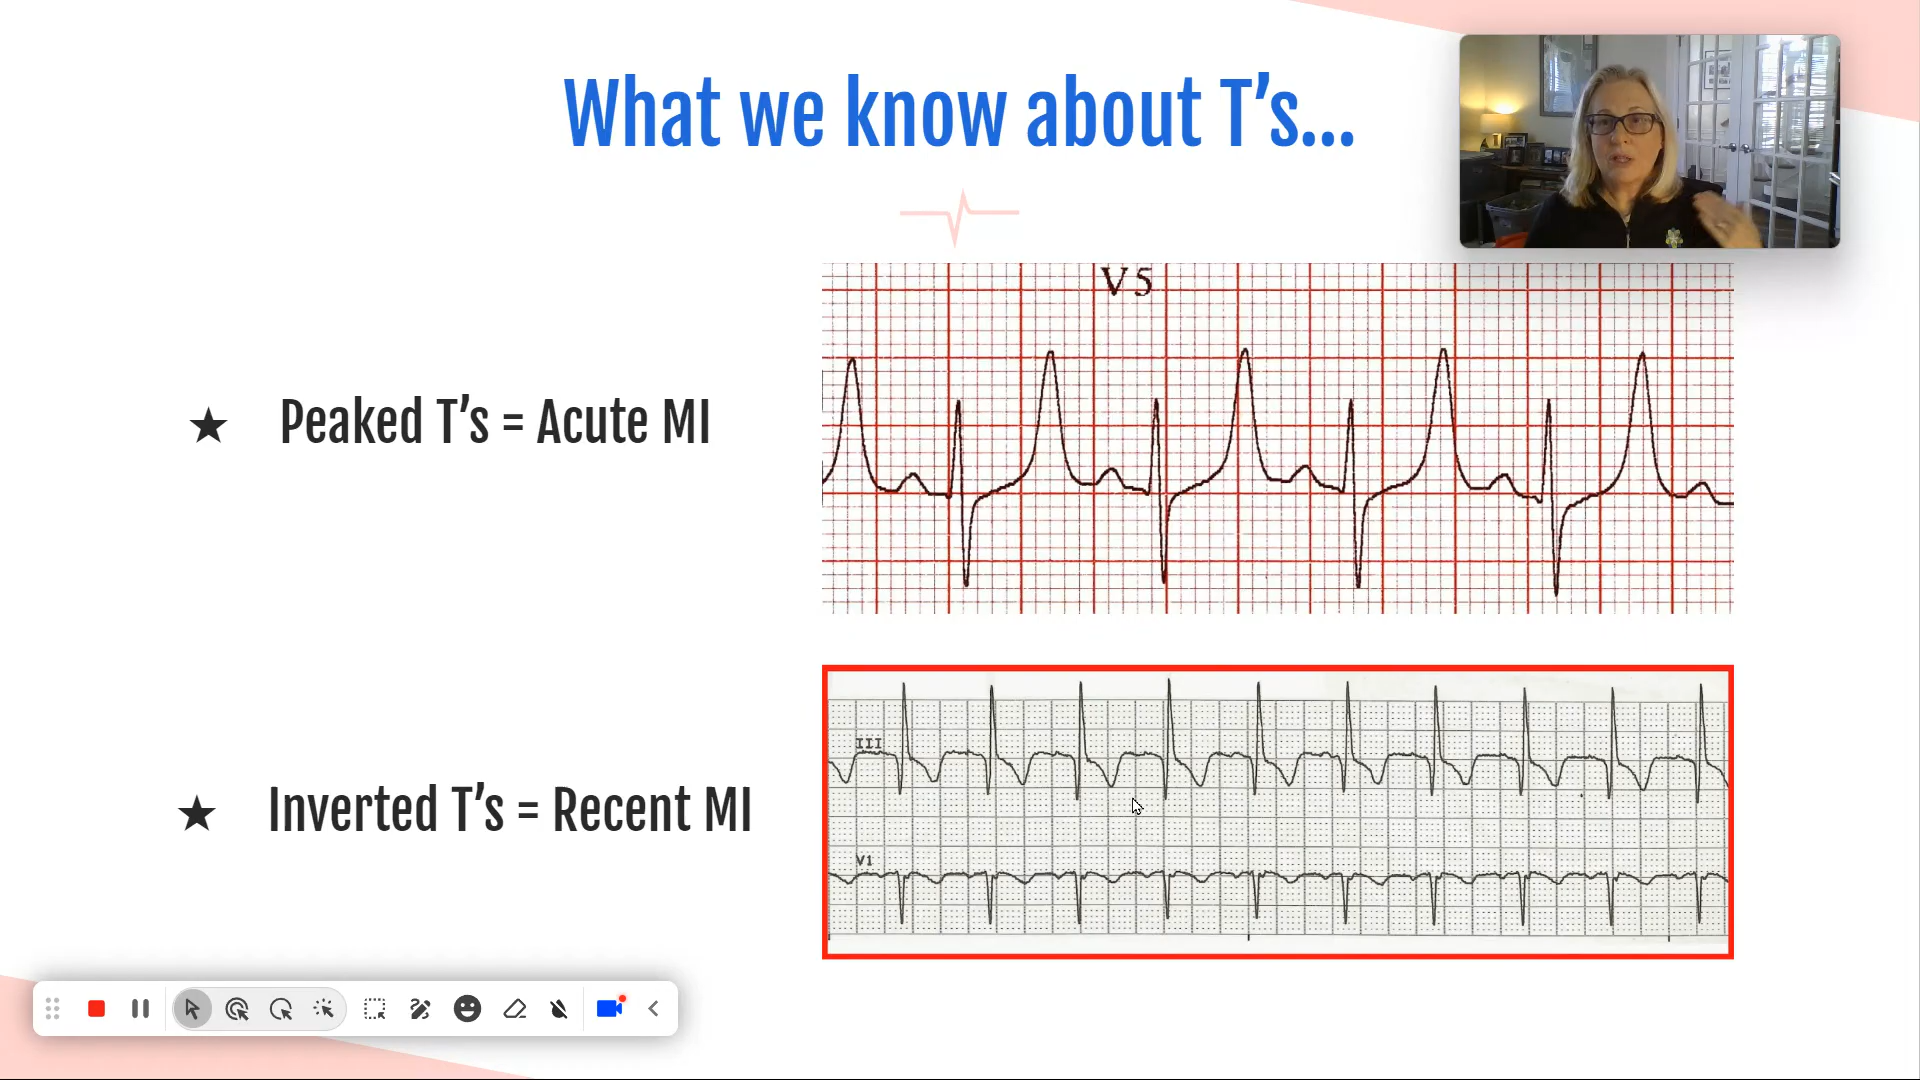 What we know about T’s...
V5
★ Peaked T’s = Acute MI
III
★ Inverted T’s = Recent MI
V1